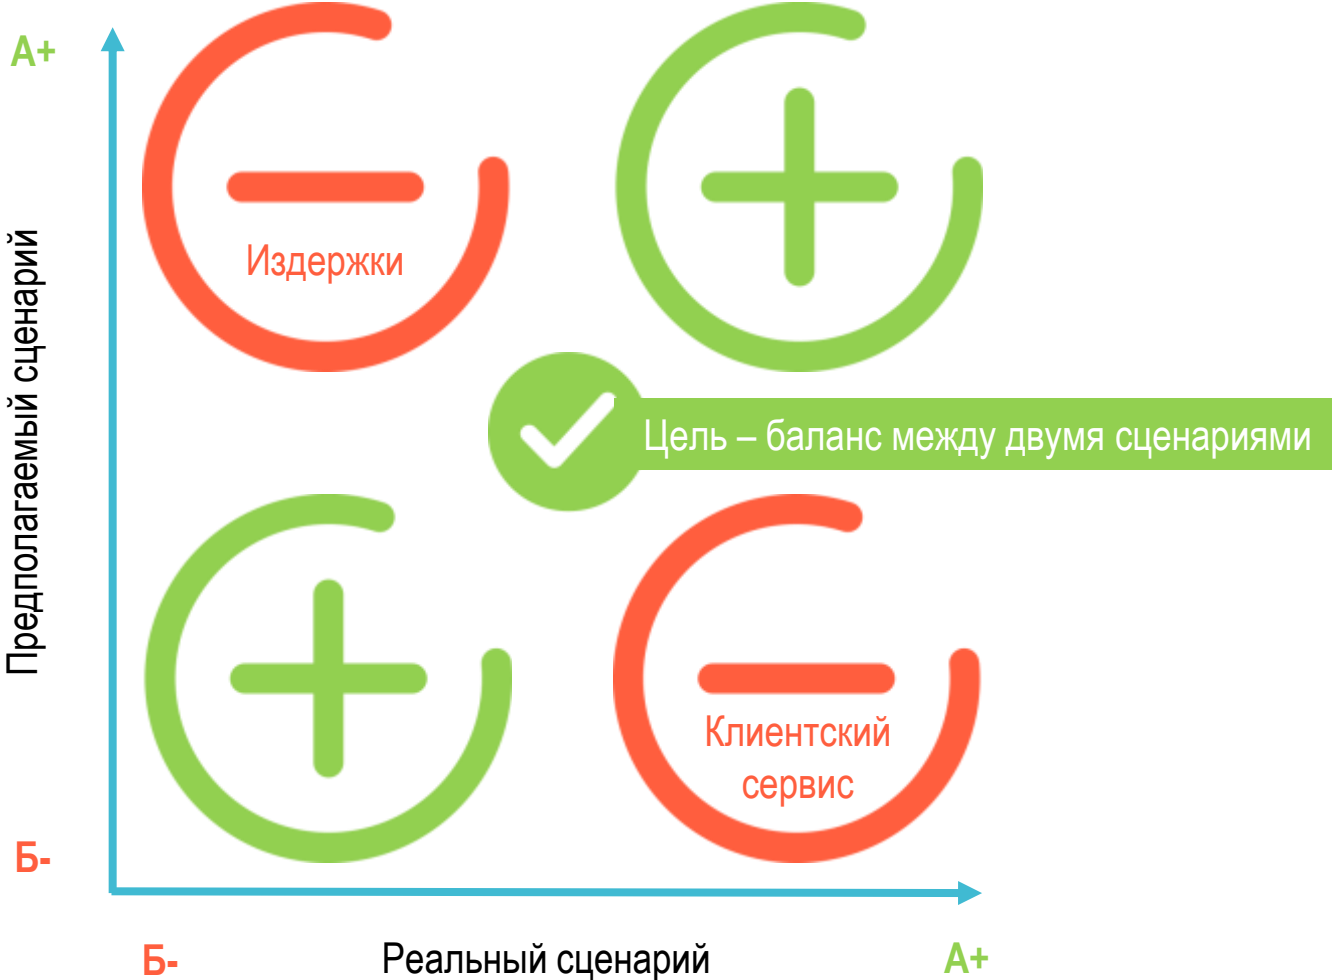 А+
Предполагаемый сценарий
Издержки
Цель – баланс между двумя сценариями
Клиентский
сервис
Б-
Б-
Реальный сценарий
А+